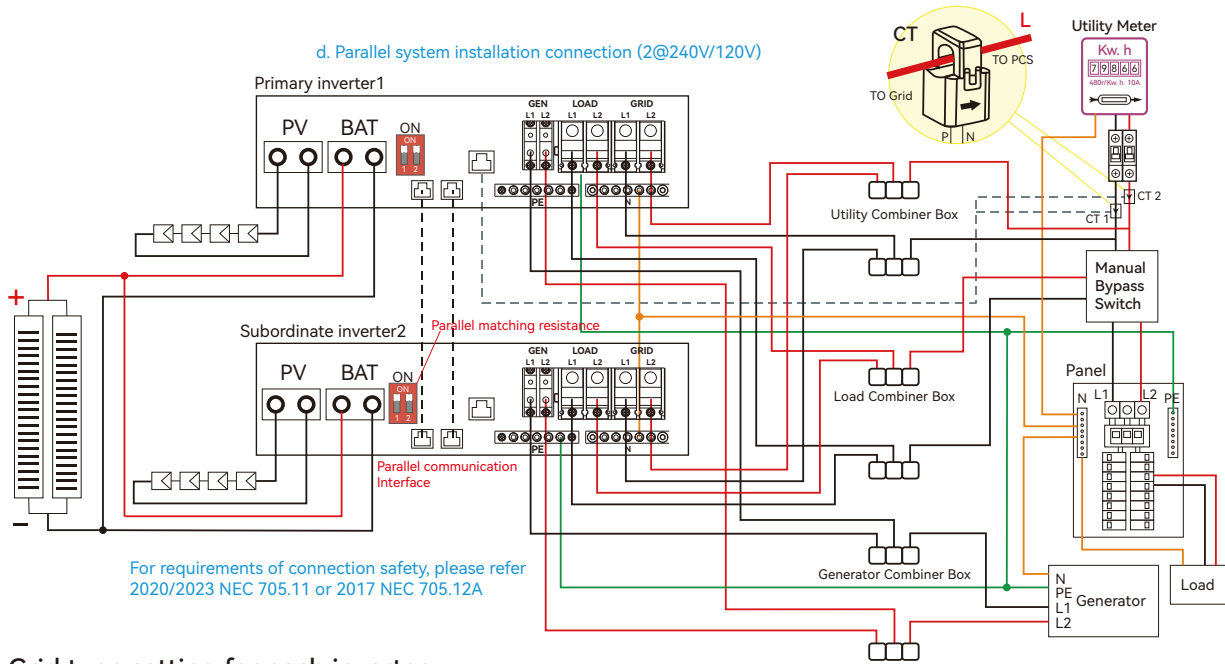 d. Parallel system installation connection (2@240V/120V)
CT
L
TO PCS
TO Grid
P N
Utility Meter
Kw. h
79866
480r/Kw. h 10A
Primary inverter1
PV
BAT
ON
ON
1 2
GEN LOAD GRID
L1 L2 L1 L2 L1 L2
PE
N
Utility Combiner Box
CT 2
CT 1
Manual
Bypass
Switch
+
Subordinate inverter2
Parallel matching resistance
PV
BAT
ON
ON
1 2
GEN LOAD GRID
L1 L2 L1 L2 L1 L2
PE
N
Load Combiner Box
Panel
N L1 L2 PE
Parallel communication
Interface
−
For requirements of connection safety, please refer
2020/2023 NEC 705.11 or 2017 NEC 705.12A
Generator Combiner Box
N
PE
L1
L2
Generator
Load